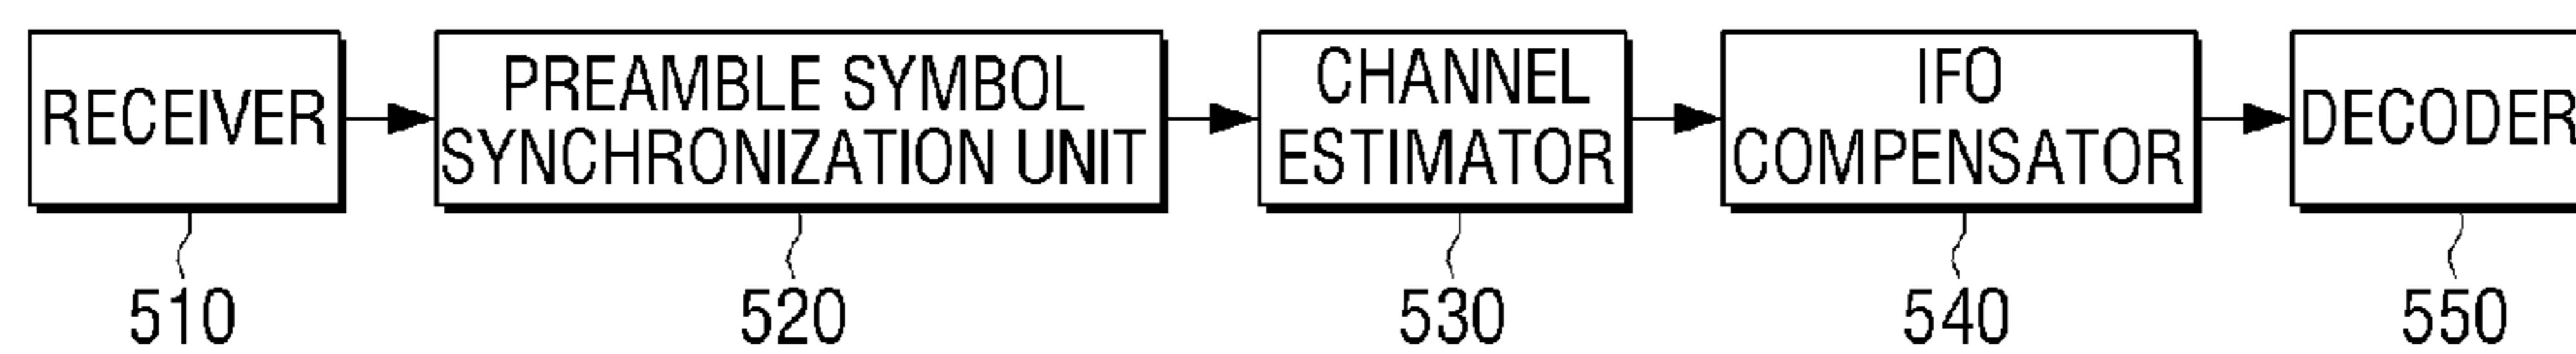 RECEIVER
PREAMBLE SYMBOL
SYNCHRONIZATION UNIT
CHANNEL
ESTIMATOR
IFO
COMPENSATOR
DECODER
510
520
530
540
550